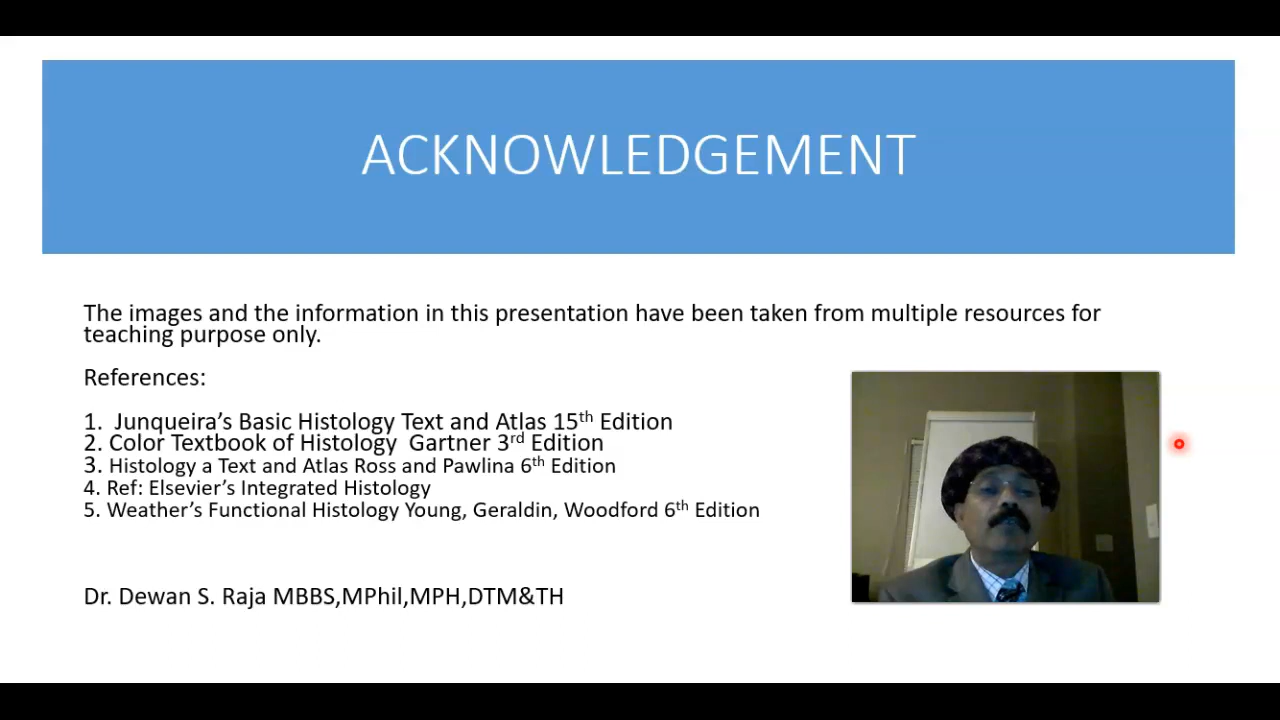 ACKNOWLEDGEMENT
The images and the information in this presentation have been taken from multiple resources for
teaching purpose only.
References:
1. Junqueira’s Basic Histology Text and Atlas 15th Edition
2. Color Textbook of Histology Gartner 3rd Edition
3. Histology a Text and Atlas Ross and Pawlina 6th Edition
4. Ref: Elsevier’s Integrated Histology
5. Weather’s Functional Histology Young, Geraldin, Woodford 6th Edition
Dr. Dewan S. Raja MBBS,MPhil,MPH,DTM&TH